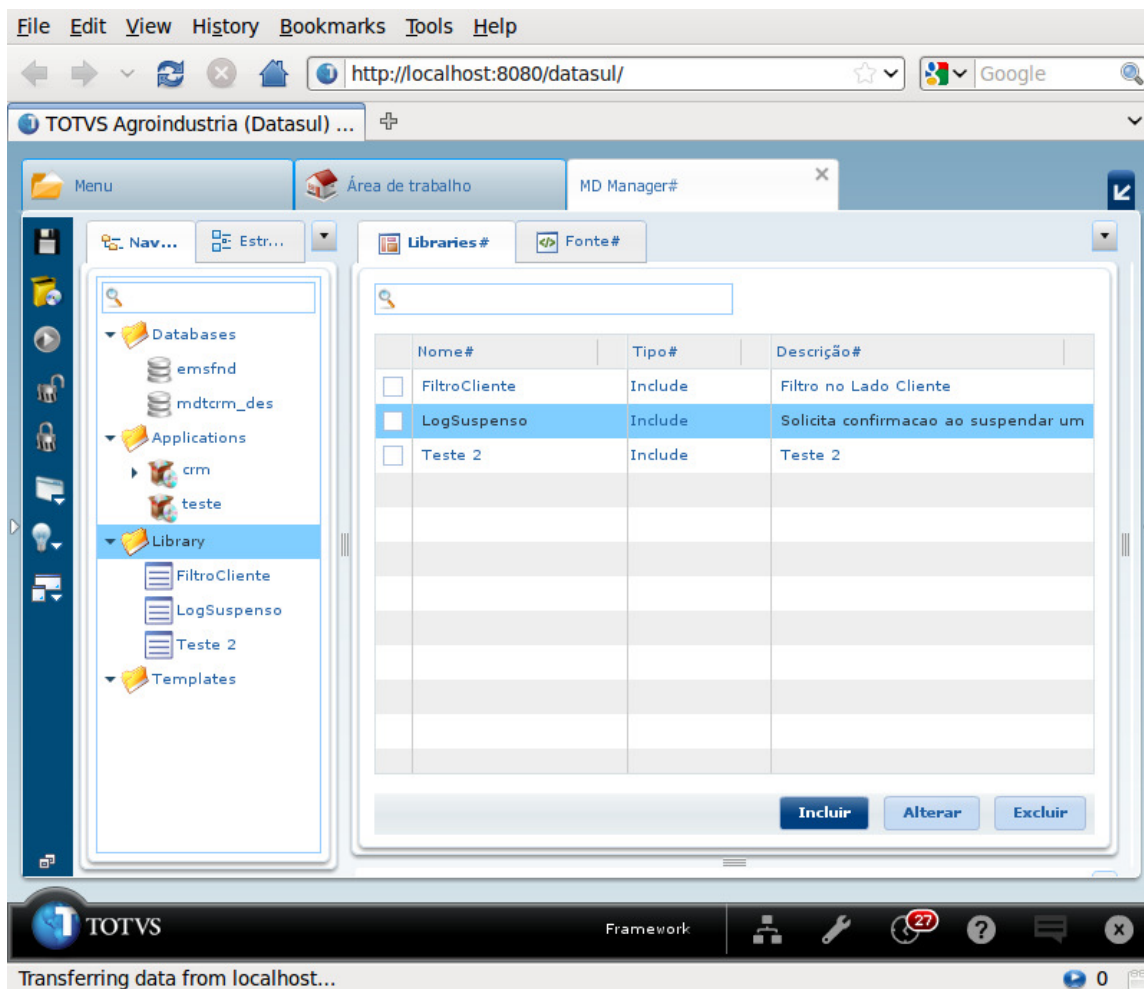 File Edit View History Bookmarks Tools Help
http://localhost:8080/datasul/
Google
TOTVS Agroindustria (Datasul) ...
Menu
Área de trabalho
MD Manager#
Nav...
Estr...
Libraries#
Fonte#
Databases
emsfnd
mdtcrm_des
Applications
crm
teste
Library
FiltroCliente
LogSuspenso
Teste 2
Templates
Nome# Tipo# Descrição#
FiltroCliente Include Filtro no Lado Cliente
LogSuspenso Include Solicita confirmacao ao suspendar um
Teste 2 Include Teste 2
Incluir Alterar Excluir
TOTVS
Framework
27
Transferring data from localhost...
0